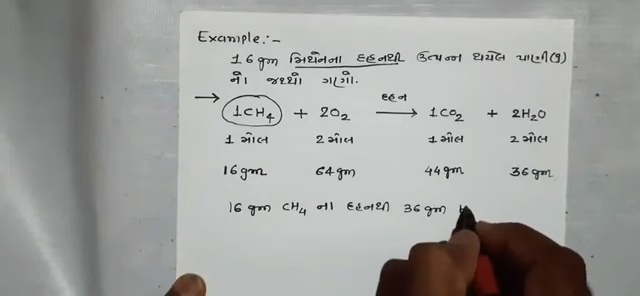 Example:-
16 gm મિથેનના દહનથી ઉત્પન્ન થયેલ પાણી(g)
નો જથ્થો ગણો.
દહન
→ 1CH₄ + 2O₂ → 1CO₂ + 2H₂O
1 મોલ 2 મોલ 1 મોલ 2 મોલ
16 gm 64 gm 44 gm 36 gm
16 gm CH₄ ના દહનથી 36 gm